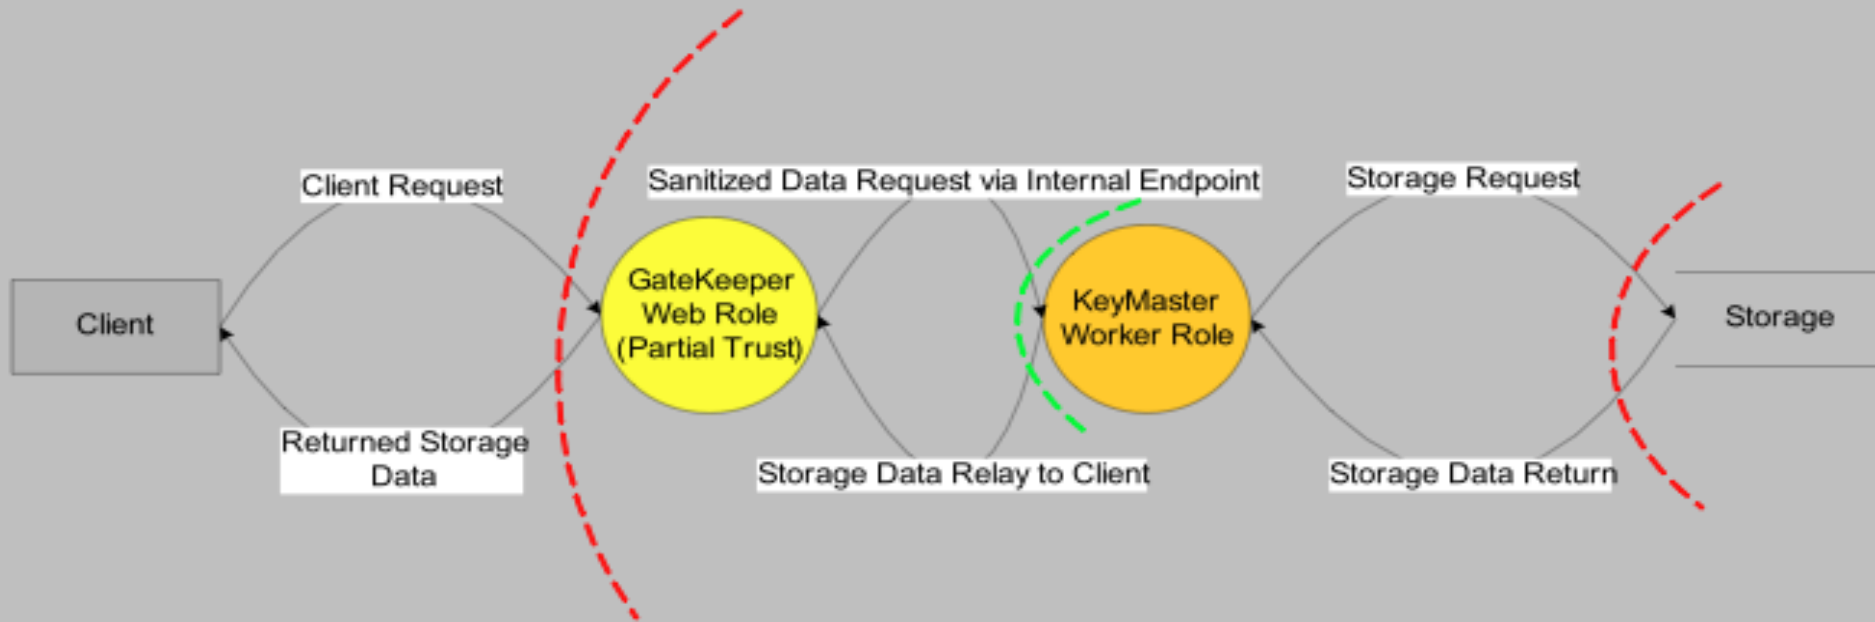 Client Request
Sanitized Data Request via Internal Endpoint
Storage Request
Client
GateKeeper
Web Role
(Partial Trust)
KeyMaster
Worker Role
Storage
Returned Storage
Data
Storage Data Relay to Client
Storage Data Return